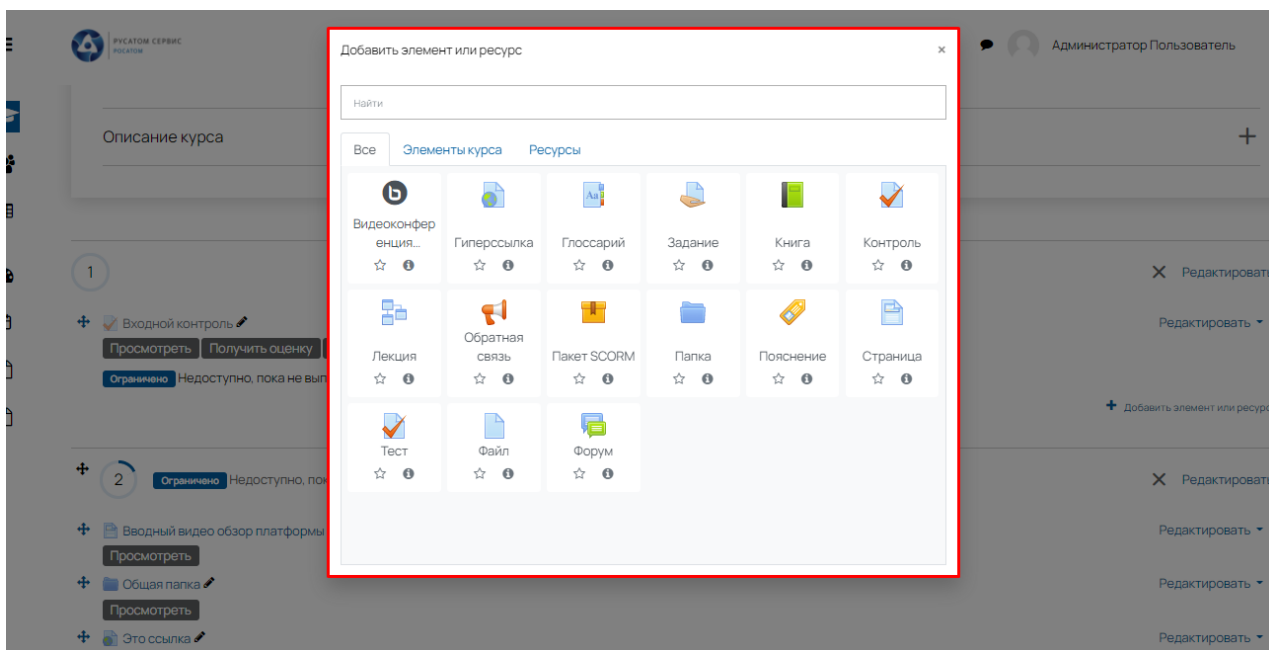 РУСАТОМ СЕРВИС
РОСАТОМ
Администратор Пользователь
Добавить элемент или ресурс ×
Найти
Все Элементы курса Ресурсы
Описание курса
Видеоконфер
енция...
Гиперссылка
Глоссарий
Задание
Книга
Контроль
Лекция
Обратная
связь
Пакет SCORM
Папка
Пояснение
Страница
Тест
Файл
Форум
1
Редактировать
Входной контроль
Редактировать
Просмотреть Получить оценку
Ограничено Недоступно, пока не вып
Добавить элемент или ресурс
2 Ограничено Недоступно, пок
Редактировать
Вводный видео обзор платформы
Редактировать
Просмотреть
Общая папка
Редактировать
Просмотреть
Это ссылка
Редактировать